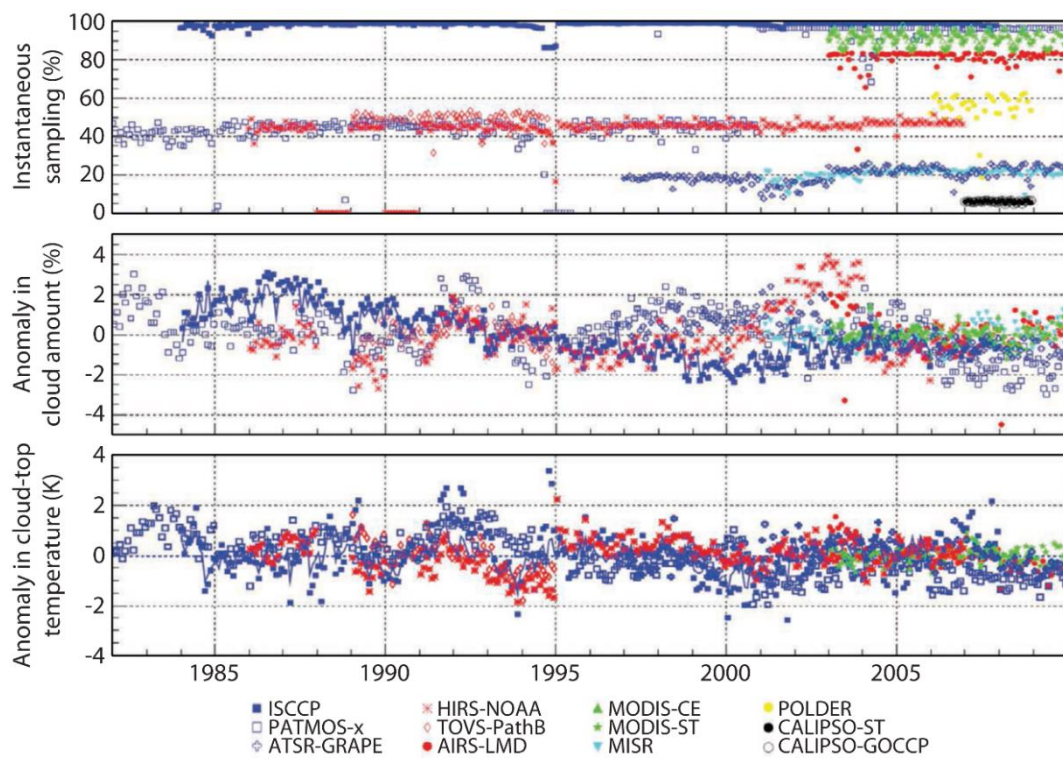 Instantaneous
sampling (%)
100
80
60
40
20
0
Anomaly in
cloud amount (%)
4
2
0
-2
-4
Anomaly in cloud-top
temperature (K)
4
2
0
-2
-4
1985 1990 1995 2000 2005
ISCCP HIRS-NOAA MODIS-CE POLDER
PATMOS-x TOVS-PathB MODIS-ST CALIPSO-ST
ATSR-GRAPE AIRS-LMD MISR CALIPSO-GOCCP